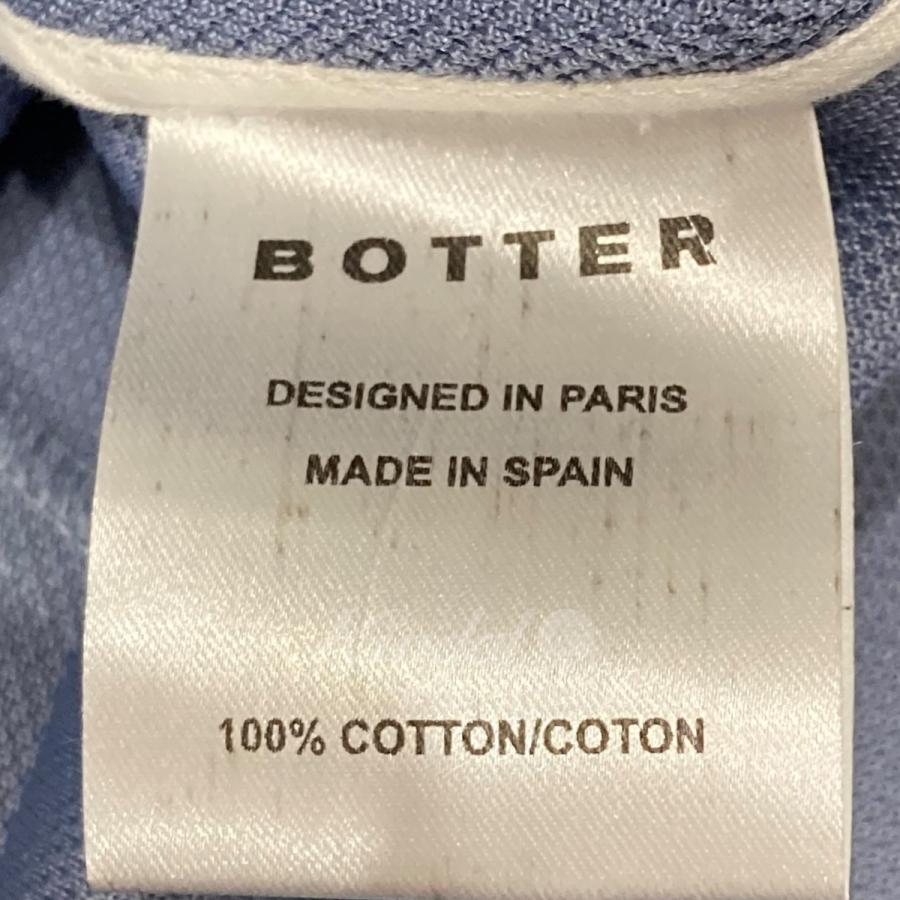 BOTTER
DESIGNED IN PARIS
MADE IN SPAIN
100% COTTON/COTON